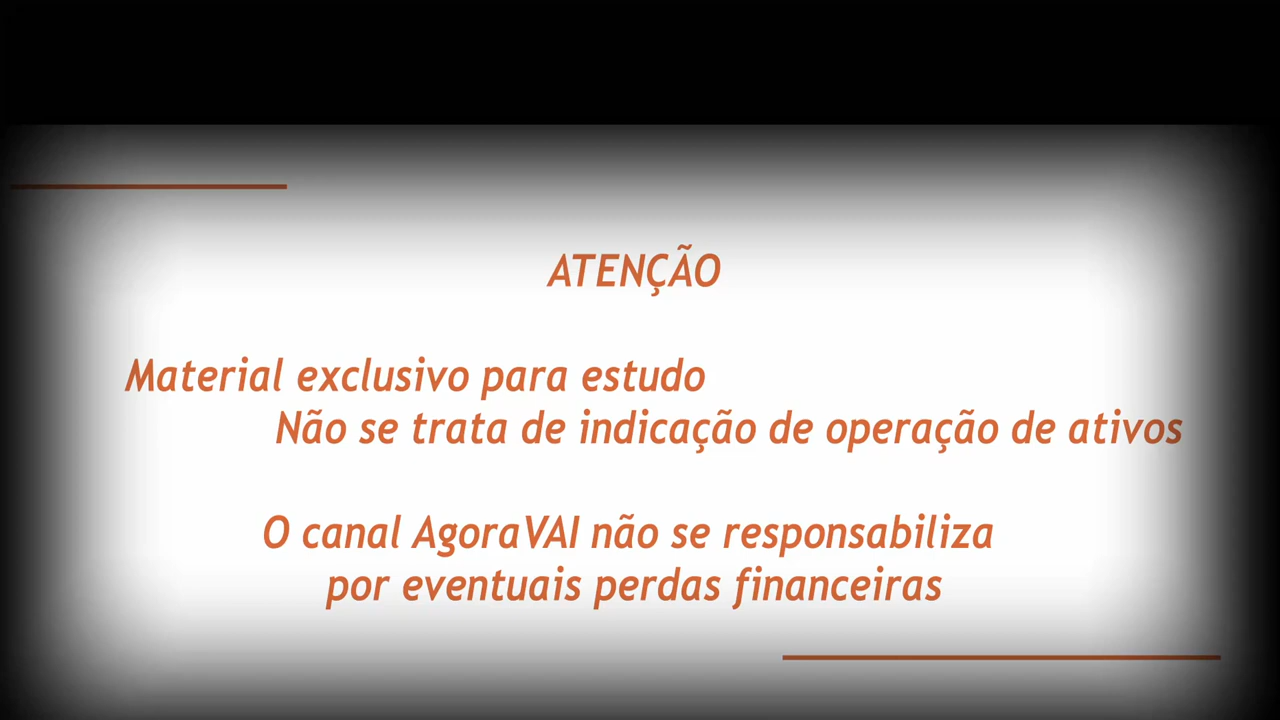 ATENÇÃO
Material exclusivo para estudo
Não se trata de indicação de operação de ativos
O canal AgoraVAI não se responsabiliza
por eventuais perdas financeiras